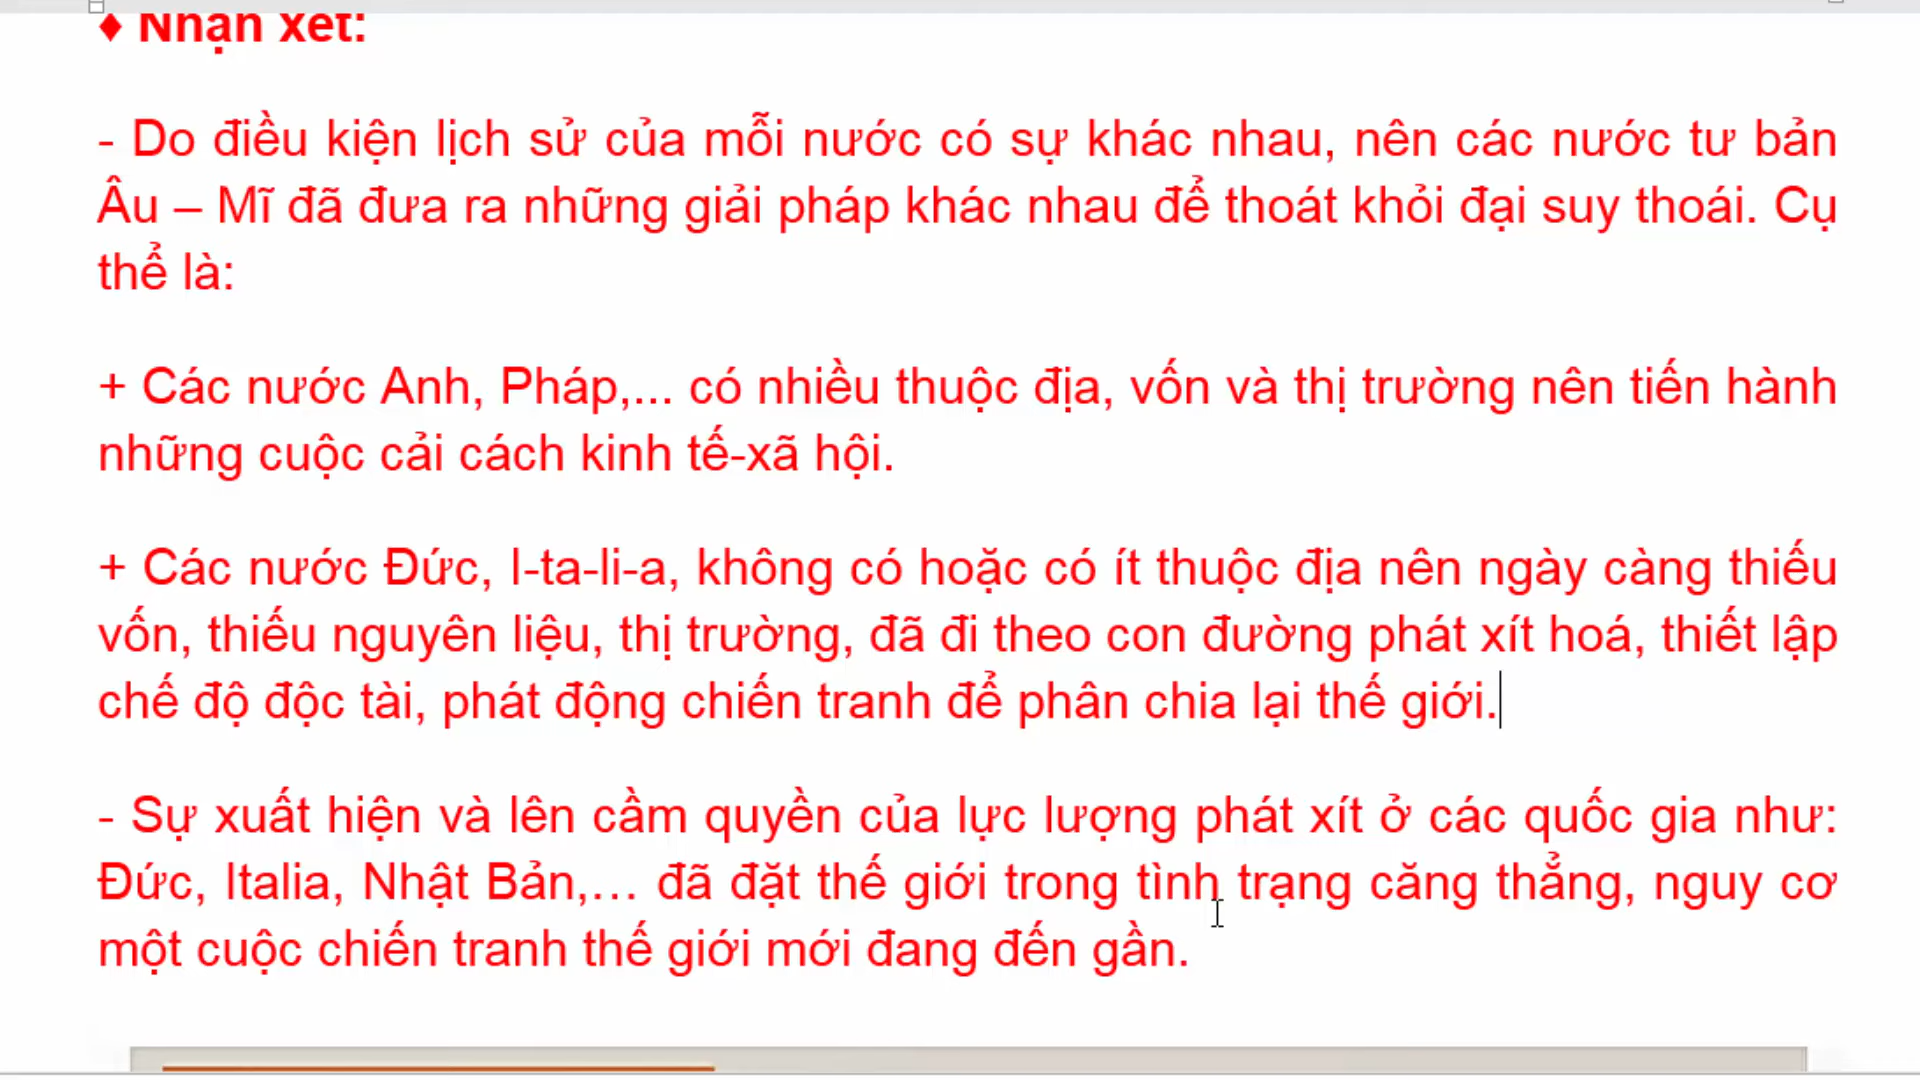 ♦ Nhận xét:
- Do điều kiện lịch sử của mỗi nước có sự khác nhau, nên các nước tư bản
Âu – Mĩ đã đưa ra những giải pháp khác nhau để thoát khỏi đại suy thoái. Cụ
thể là:
+ Các nước Anh, Pháp,... có nhiều thuộc địa, vốn và thị trường nên tiến hành
những cuộc cải cách kinh tế-xã hội.
+ Các nước Đức, I-ta-li-a, không có hoặc có ít thuộc địa nên ngày càng thiếu
vốn, thiếu nguyên liệu, thị trường, đã đi theo con đường phát xít hoá, thiết lập
chế độ độc tài, phát động chiến tranh để phân chia lại thế giới.
- Sự xuất hiện và lên cầm quyền của lực lượng phát xít ở các quốc gia như:
Đức, Italia, Nhật Bản,… đã đặt thế giới trong tình trạng căng thẳng, nguy cơ
một cuộc chiến tranh thế giới mới đang đến gần.